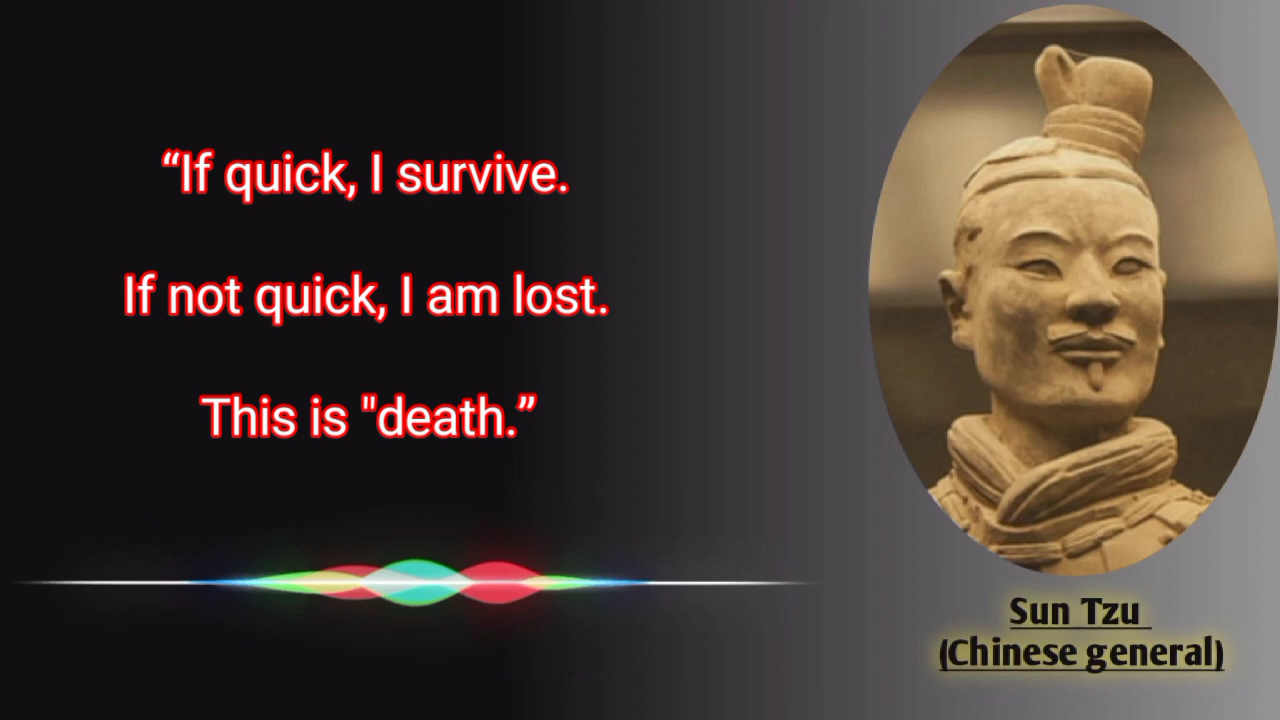 “If quick, I survive.
If not quick, I am lost.
This is "death.”
Sun Tzu
(Chinese general)